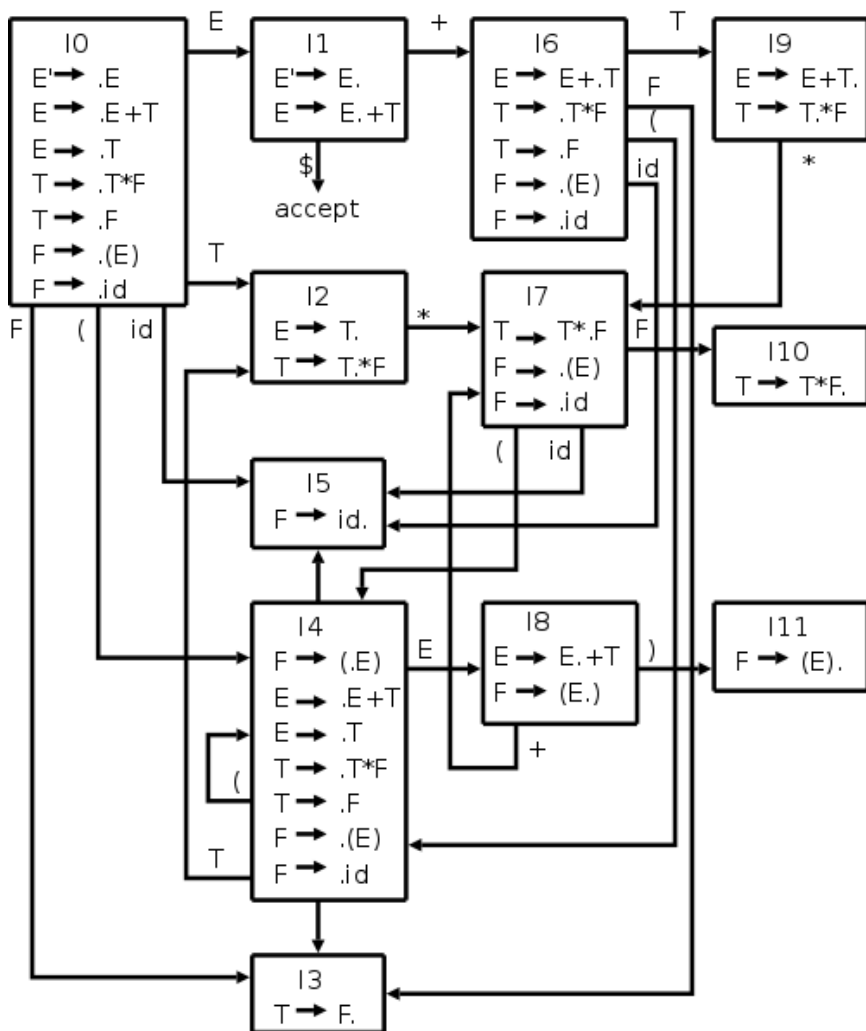 I0
E' → .E
E → .E+T
E → .T
T → .T*F
T → .F
F → .(E)
F → .id
E
I1
E' → E.
E → E.+T
$
accept
+
I6
E → E+.T
T → .T*F
T → .F
F → .(E)
F → .id
T
F
(
id
I9
E → E+T.
T → T.*F
*
T
F
(
id
I2
E → T.
T → T.*F
*
I7
T → T*.F
F → .(E)
F → .id
F
(
id
I10
T → T*F.
I5
F → id.
I4
F → (.E)
E → .E+T
E → .T
T → .T*F
T → .F
F → .(E)
F → .id
(
T
E
I8
E → E.+T
F → (E.)
+
)
I11
F → (E).
I3
T → F.